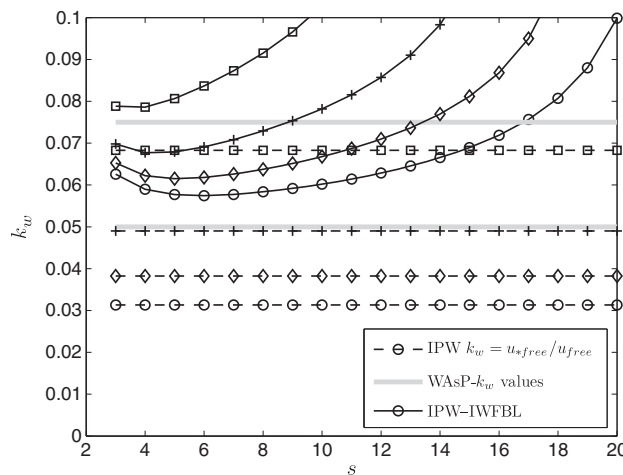 0.1
0.09
0.08
0.07
0.06
0.05
0.04
0.03
0.02
0.01
0
k_w
2 4 6 8 10 12 14 16 18 20
s
IPW k_w = u_{*free}/u_{free}
WAsP-k_w values
IPW–IWFBL